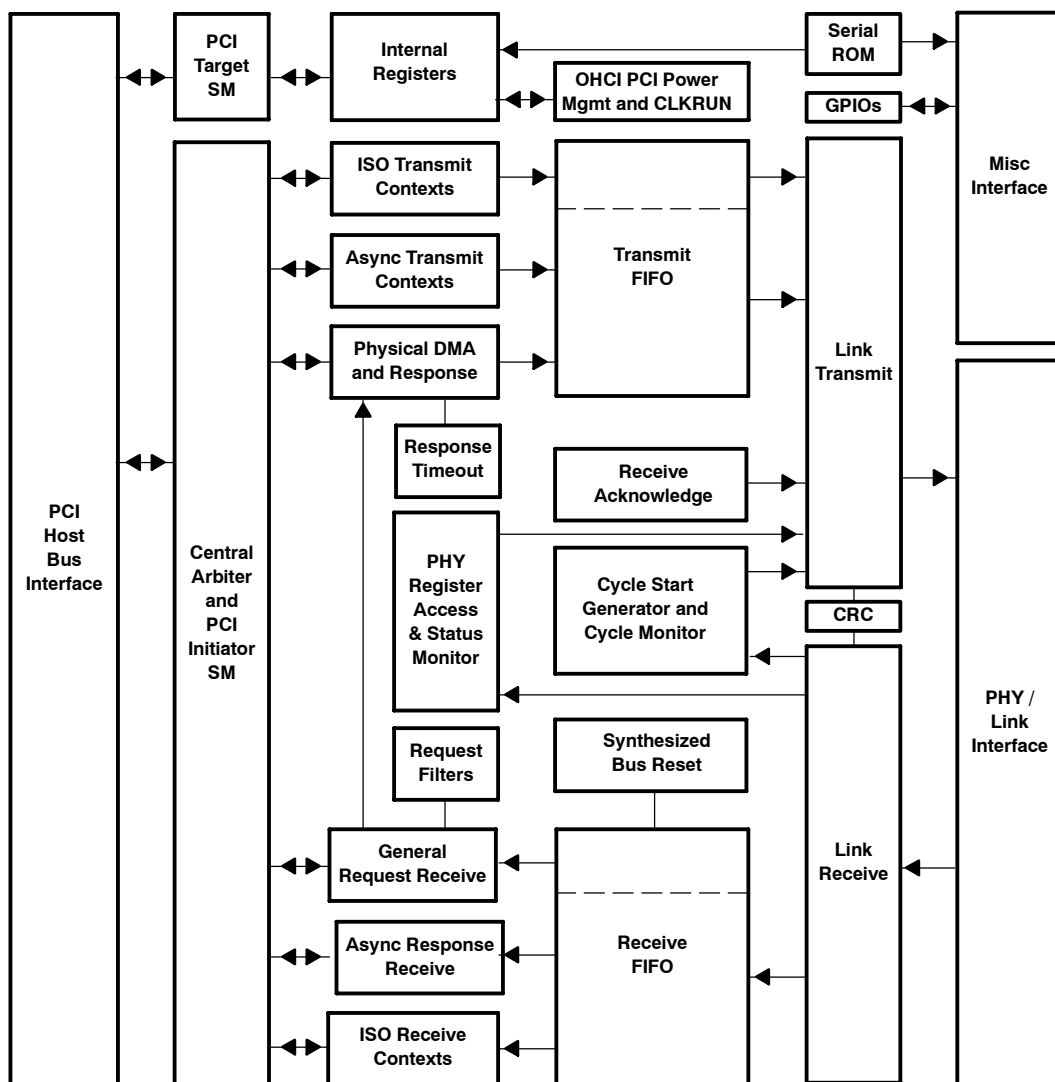 PCI
Target
SM
Internal
Registers
Serial
ROM
OHCI PCI Power
Mgmt and CLKRUN
GPIOs
Misc
Interface
ISO Transmit
Contexts
Async Transmit
Contexts
Transmit
FIFO
Physical DMA
and Response
Link
Transmit
Response
Timeout
Receive
Acknowledge
PCI
Host
Bus
Interface
Central
Arbiter
and
PCI
Initiator
SM
PHY
Register
Access
& Status
Monitor
Cycle Start
Generator and
Cycle Monitor
CRC
PHY /
Link
Interface
Request
Filters
Synthesized
Bus Reset
General
Request Receive
Link
Receive
Async Response
Receive
Receive
FIFO
ISO Receive
Contexts